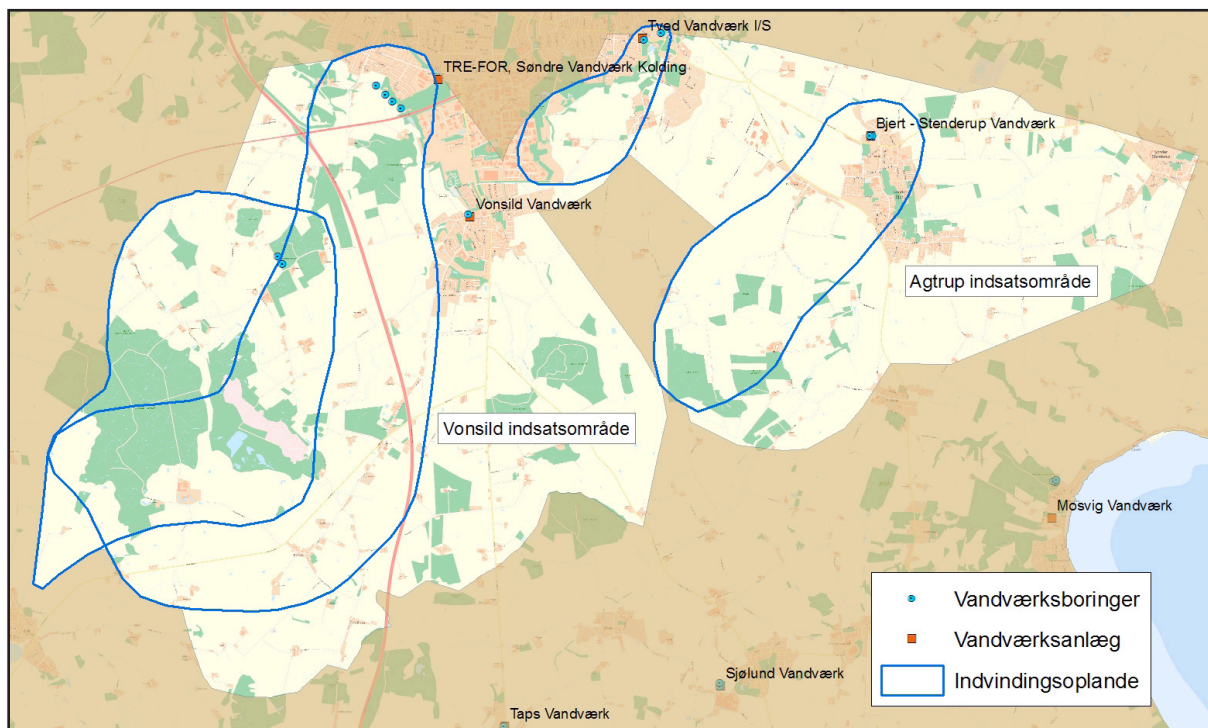 Tved Vandværk I/S
TRE-FOR, Søndre Vandværk Kolding
Bjert - Stenderup Vandværk
Vonsild Vandværk
Agtrup indsatsområde
Vonsild indsatsområde
Mosvig Vandværk
Vandværksboringer
Vandværksanlæg
Indvindingsoplande
Sjølund Vandværk
Taps Vandværk